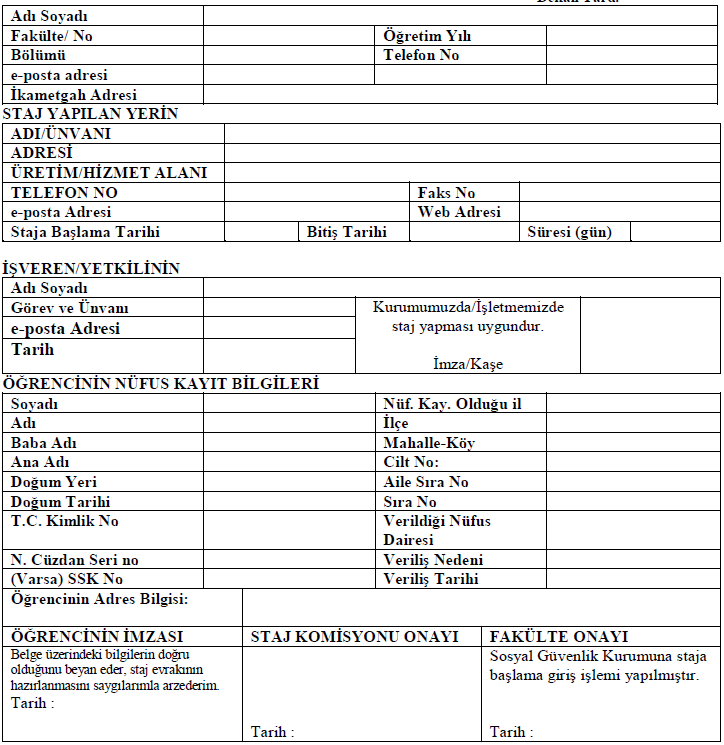 Adı Soyadı
Fakülte/ No Öğretim Yılı
Bölümü Telefon No
e-posta adresi
İkametgah Adresi
STAJ YAPILAN YERİN
ADI/ÜNVANI
ADRESİ
ÜRETİM/HİZMET ALANI
TELEFON NO Faks No
e-posta Adresi Web Adresi
Staja Başlama Tarihi Bitiş Tarihi Süresi (gün)
İŞVEREN/YETKİLİNİN
Adı Soyadı
Görev ve Ünvanı
e-posta Adresi
Tarih
Kurumumuzda/İşletmemizde
staj yapması uygundur.
İmza/Kaşe
ÖĞRENCİNİN NÜFUS KAYIT BİLGİLERİ
Soyadı Nüf. Kay. Olduğu il
Adı İlçe
Baba Adı Mahalle-Köy
Ana Adı Cilt No:
Doğum Yeri Aile Sıra No
Doğum Tarihi Sıra No
T.C. Kimlik No Verildiği Nüfus
Dairesi
N. Cüzdan Seri no Veriliş Nedeni
(Varsa) SSK No Veriliş Tarihi
Öğrencinin Adres Bilgisi:
ÖĞRENCİNİN İMZASI STAJ KOMİSYONU ONAYI FAKÜLTE ONAYI
Belge üzerindeki bilgilerin doğru
olduğunu beyan eder, staj evrakının
hazırlanmasını saygılarımla arzederim.
Tarih :
Tarih :
Sosyal Güvenlik Kurumuna staja
başlama giriş işlemi yapılmıştır.
Tarih :